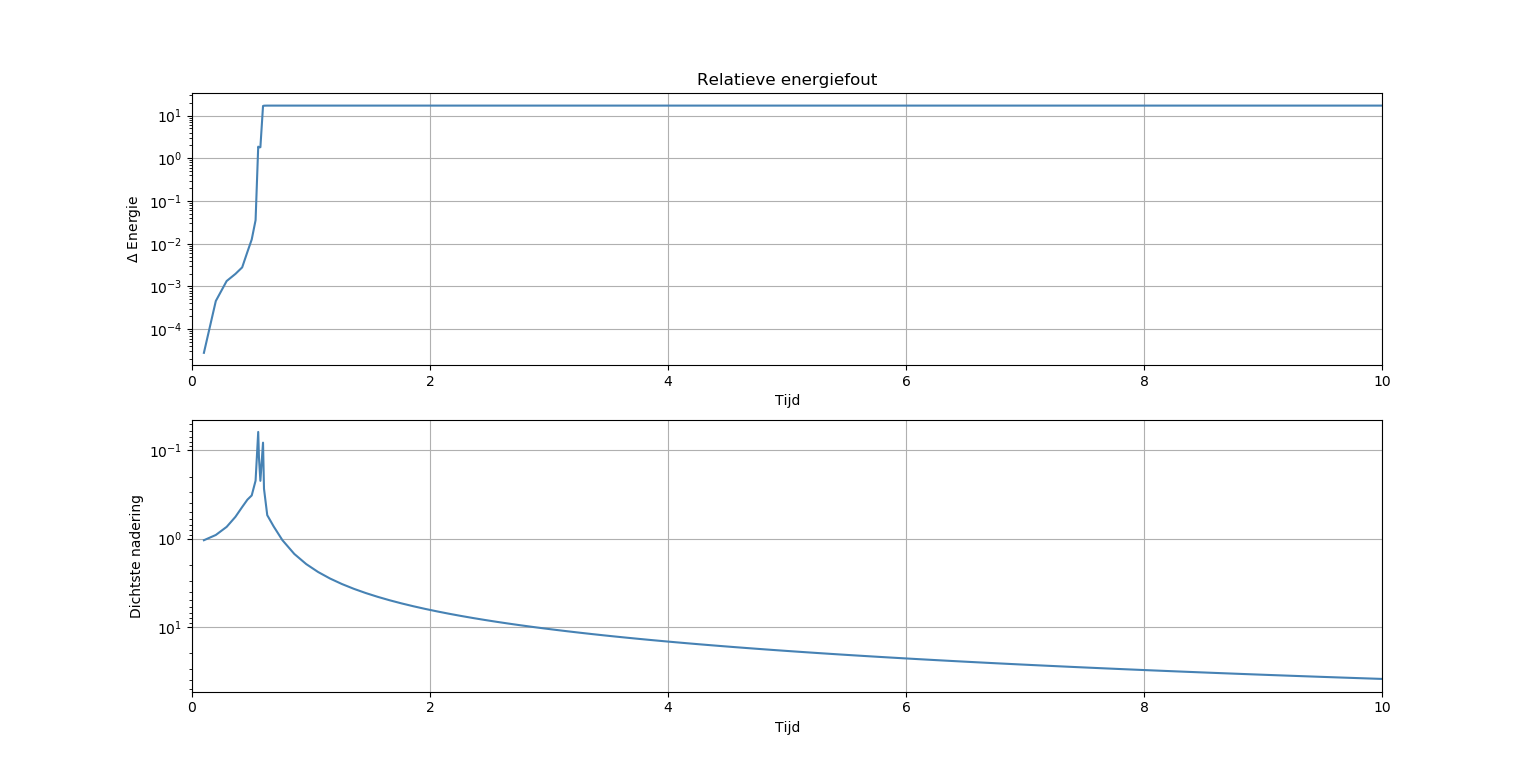 Relatieve energiefout
Δ Energie
10¹
10⁰
10⁻¹
10⁻²
10⁻³
10⁻⁴
0 2 4 6 8 10
Tijd
Dichtste nadering
10⁻¹
10⁰
10¹
0 2 4 6 8 10
Tijd